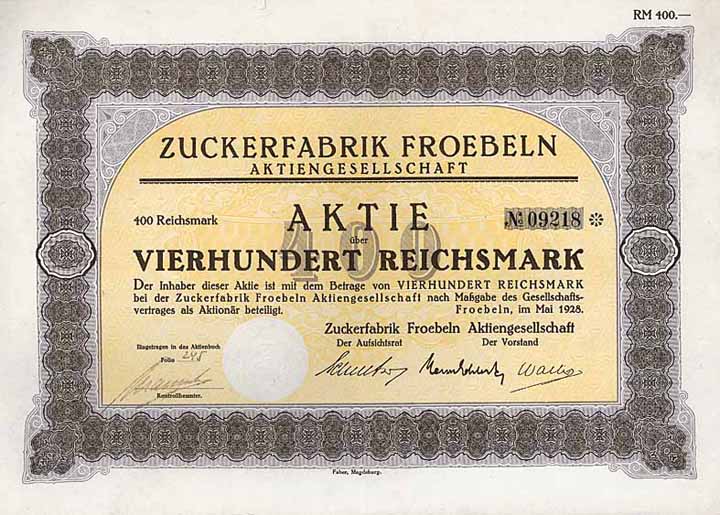 RM 400.—
ZUCKERFABRIK FROEBELN
AKTIENGESELLSCHAFT
400 Reichsmark
AKTIE
№ 09218 ❊
über
400
VIERHUNDERT REICHSMARK
Der Inhaber dieser Aktie ist mit dem Betrage von VIERHUNDERT REICHSMARK
bei der Zuckerfabrik Froebeln Aktiengesellschaft nach Maßgabe des Gesellschafts-
vertrages als Aktionär beteiligt. Froebeln, im Mai 1928.
Zuckerfabrik Froebeln Aktiengesellschaft
Der Aufsichtsrat Der Vorstand
Eingetragen in das Aktienbuch
Folio 245
Kontrollbeamter.
Faber, Magdeburg.